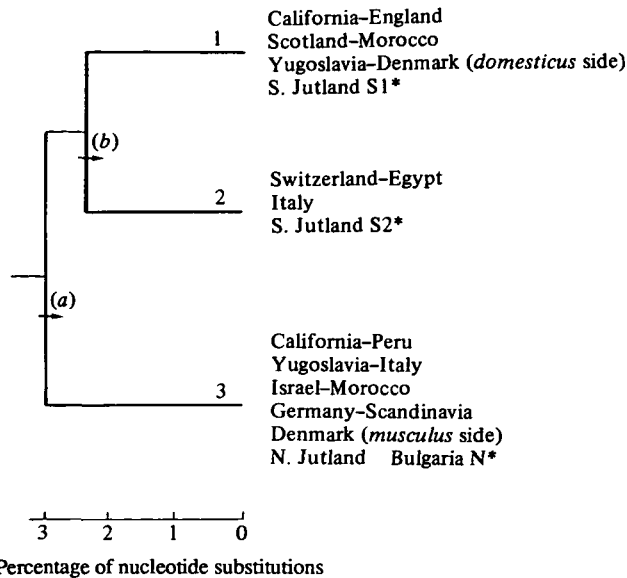 1
California–England
Scotland–Morocco
Yugoslavia–Denmark (domesticus side)
S. Jutland S1*
(b)
2
Switzerland–Egypt
Italy
S. Jutland S2*
(a)
3
California–Peru
Yugoslavia–Italy
Israel–Morocco
Germany–Scandinavia
Denmark (musculus side)
N. Jutland Bulgaria N*
3 2 1 0
Percentage of nucleotide substitutions